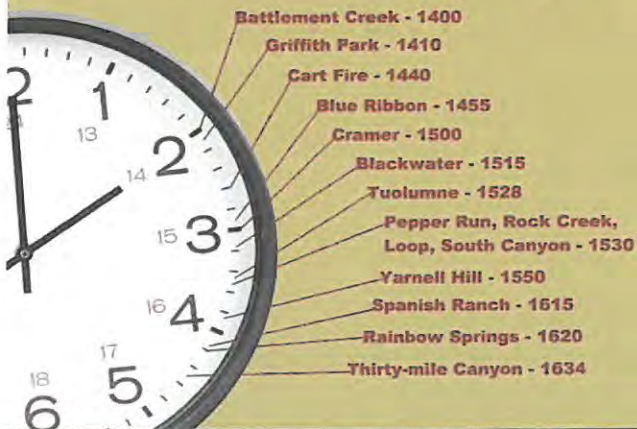 Battlement Creek - 1400
Griffith Park - 1410
Cart Fire - 1440
Blue Ribbon - 1455
Cramer - 1500
Blackwater - 1515
Tuolumne - 1528
Pepper Run, Rock Creek,
Loop, South Canyon - 1530
Yarnell Hill - 1550
Spanish Ranch - 1615
Rainbow Springs - 1620
Thirty-mile Canyon - 1634
1
13
2
14
3
15
4
16
5
17
6
18